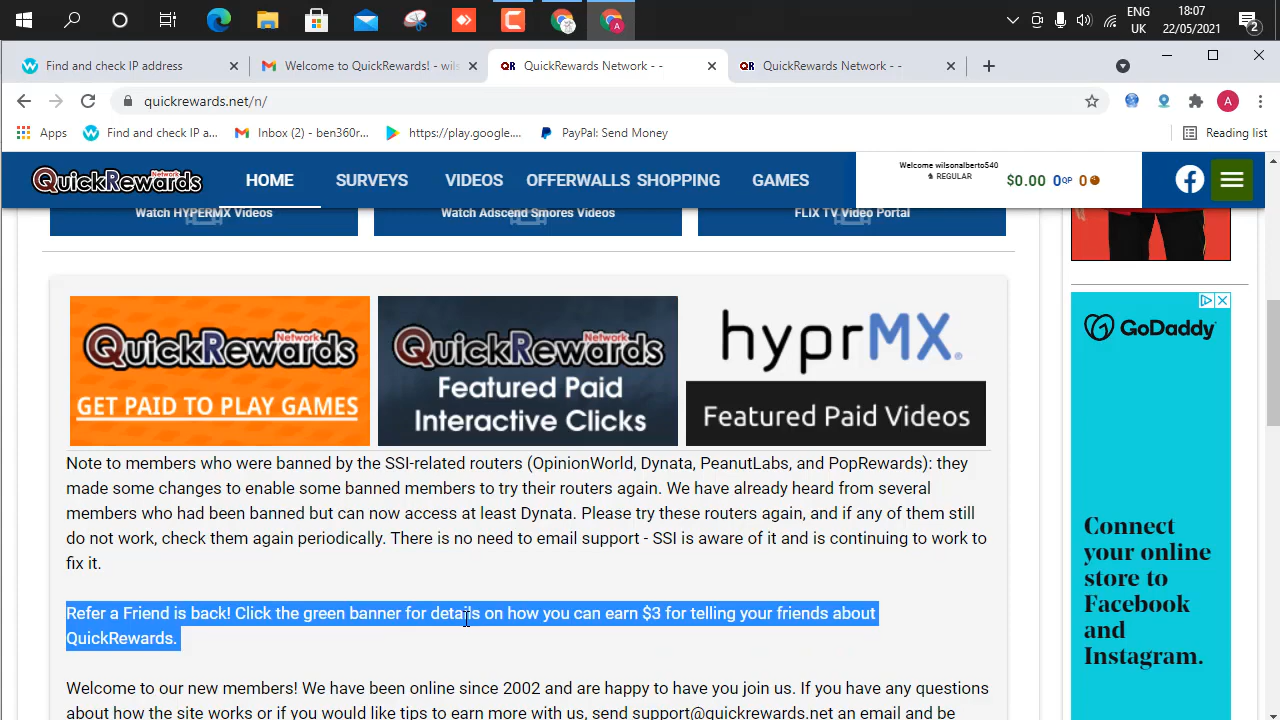 ENG
UK
18:07
22/05/2021
2
Find and check IP address
Welcome to QuickRewards! - wils
QR QuickRewards Network - -
QR QuickRewards Network - -
quickrewards.net/n/
A
Apps
Find and check IP a...
Inbox (2) - ben360r...
https://play.google....
PayPal: Send Money
Reading list
QuickRewards Network
HOME
SURVEYS
VIDEOS
OFFERWALLS
SHOPPING
GAMES
Welcome wilsonalberto540
REGULAR
$0.00 0QP 0
Watch HYPERMX Videos
Watch Adscend Smores Videos
FLIX TV Video Portal
QuickRewards Network
GET PAID TO PLAY GAMES
QuickRewards Network
Featured Paid
Interactive Clicks
hyprMX®
Featured Paid Videos
Note to members who were banned by the SSI-related routers (OpinionWorld, Dynata, PeanutLabs, and PopRewards): they
made some changes to enable some banned members to try their routers again. We have already heard from several
members who had been banned but can now access at least Dynata. Please try these routers again, and if any of them still
do not work, check them again periodically. There is no need to email support - SSI is aware of it and is continuing to work to
fix it.
Refer a Friend is back! Click the green banner for details on how you can earn $3 for telling your friends about
QuickRewards.
Welcome to our new members! We have been online since 2002 and are happy to have you join us. If you have any questions
about how the site works or if you would like tips to earn more with us, send support@quickrewards.net an email and be
GoDaddy
Connect
your online
store to
Facebook
and
Instagram.